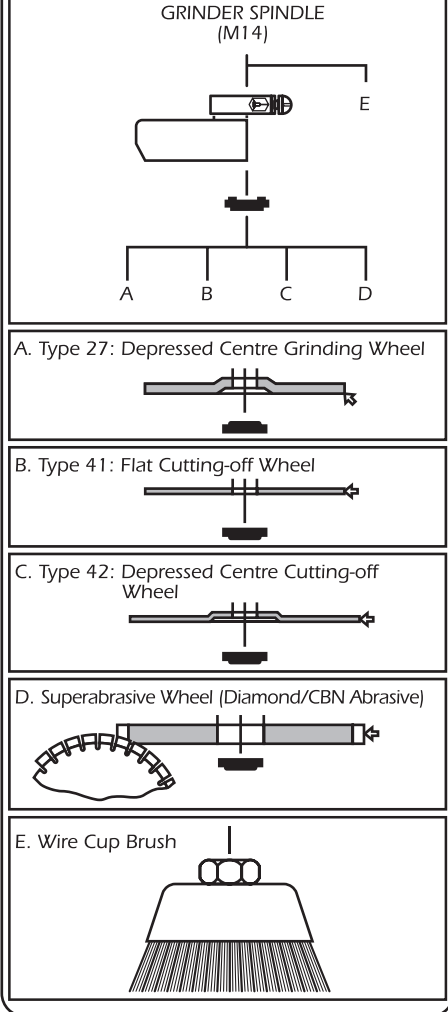 GRINDER SPINDLE
(M14)
E
A B C D
A. Type 27: Depressed Centre Grinding Wheel
B. Type 41: Flat Cutting-off Wheel
C. Type 42: Depressed Centre Cutting-off
Wheel
D. Superabrasive Wheel (Diamond/CBN Abrasive)
E. Wire Cup Brush